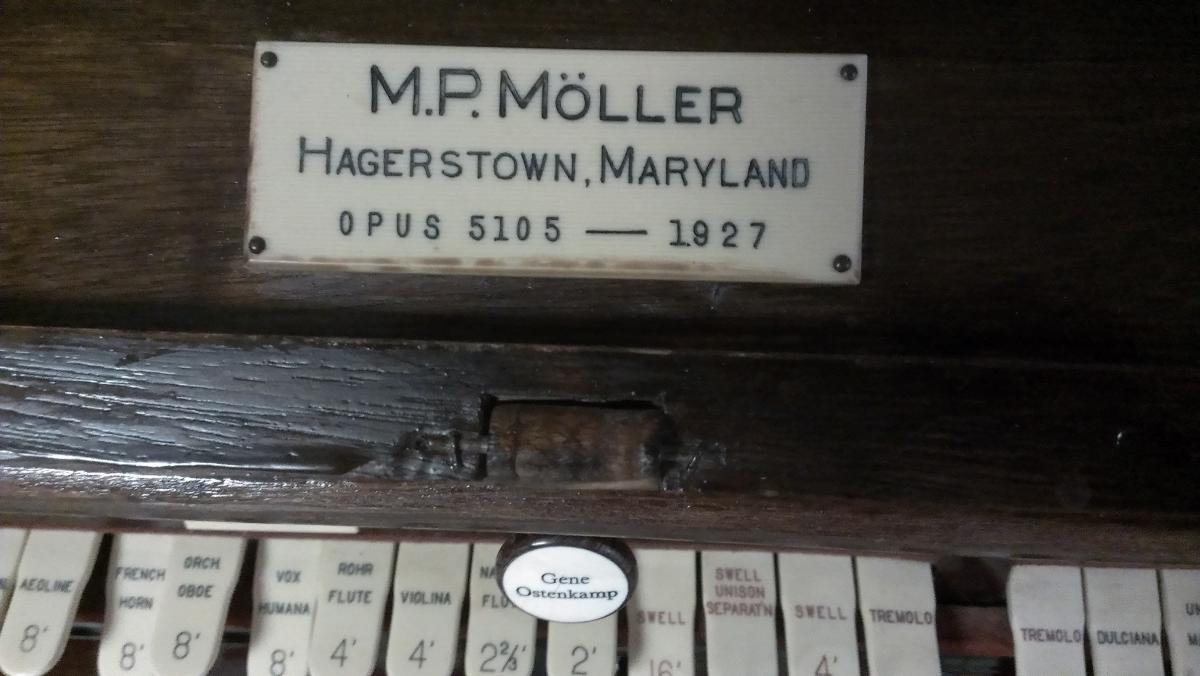 M.P. MÖLLER
HAGERSTOWN, MARYLAND
OPUS 5105 — 1927
AEOLINE
8'
FRENCH
HORN
8'
ORCH
OBOE
8'
VOX
HUMANA
8'
ROHR
FLUTE
4'
VIOLINA
4'
2⅔'
Gene
Ostenkamp
2'
SWELL
16'
SWELL
UNISON
SEPARAT'N
SWELL
4'
TREMOLO
TREMOLO
DULCIANA